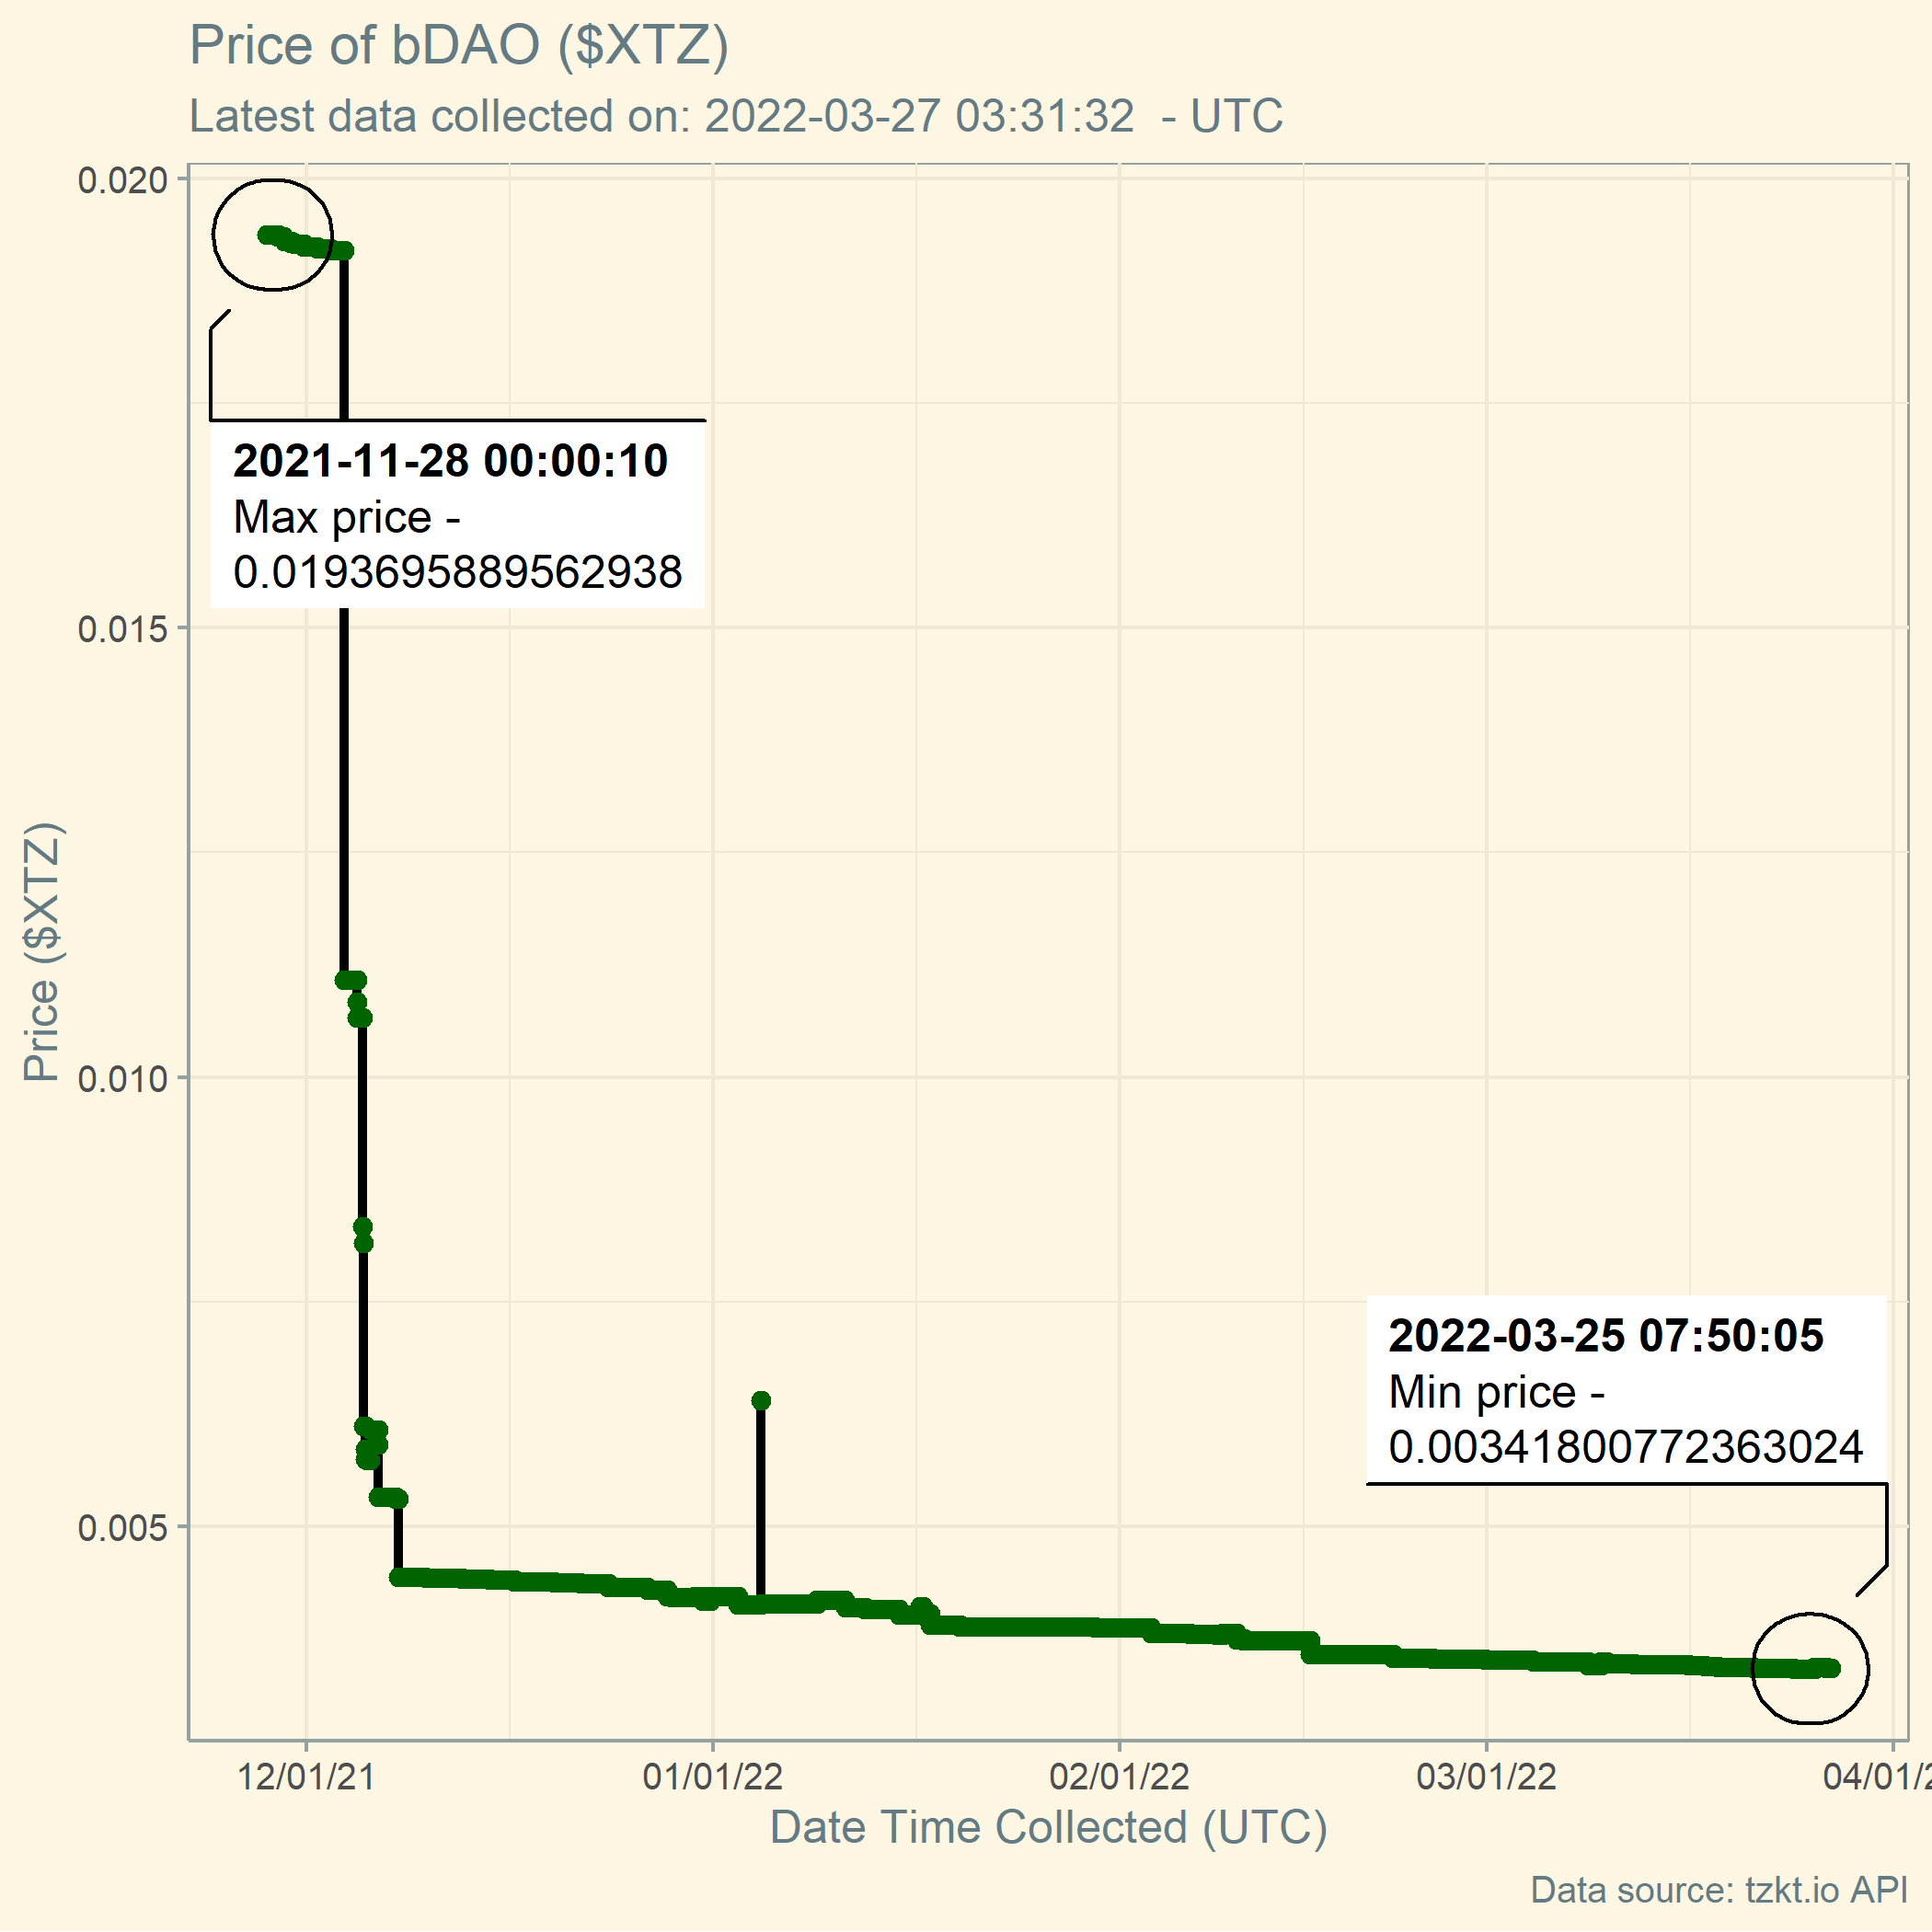 Price of bDAO ($XTZ)
Latest data collected on: 2022-03-27 03:31:32  - UTC
0.020
2021-11-28 00:00:10
Max price -
0.0193695889562938
0.015
Price ($XTZ)
0.010
2022-03-25 07:50:05
Min price -
0.00341800772363024
0.005
12/01/21 01/01/22 02/01/22 03/01/22 04/01/2
Date Time Collected (UTC)
Data source: tzkt.io API